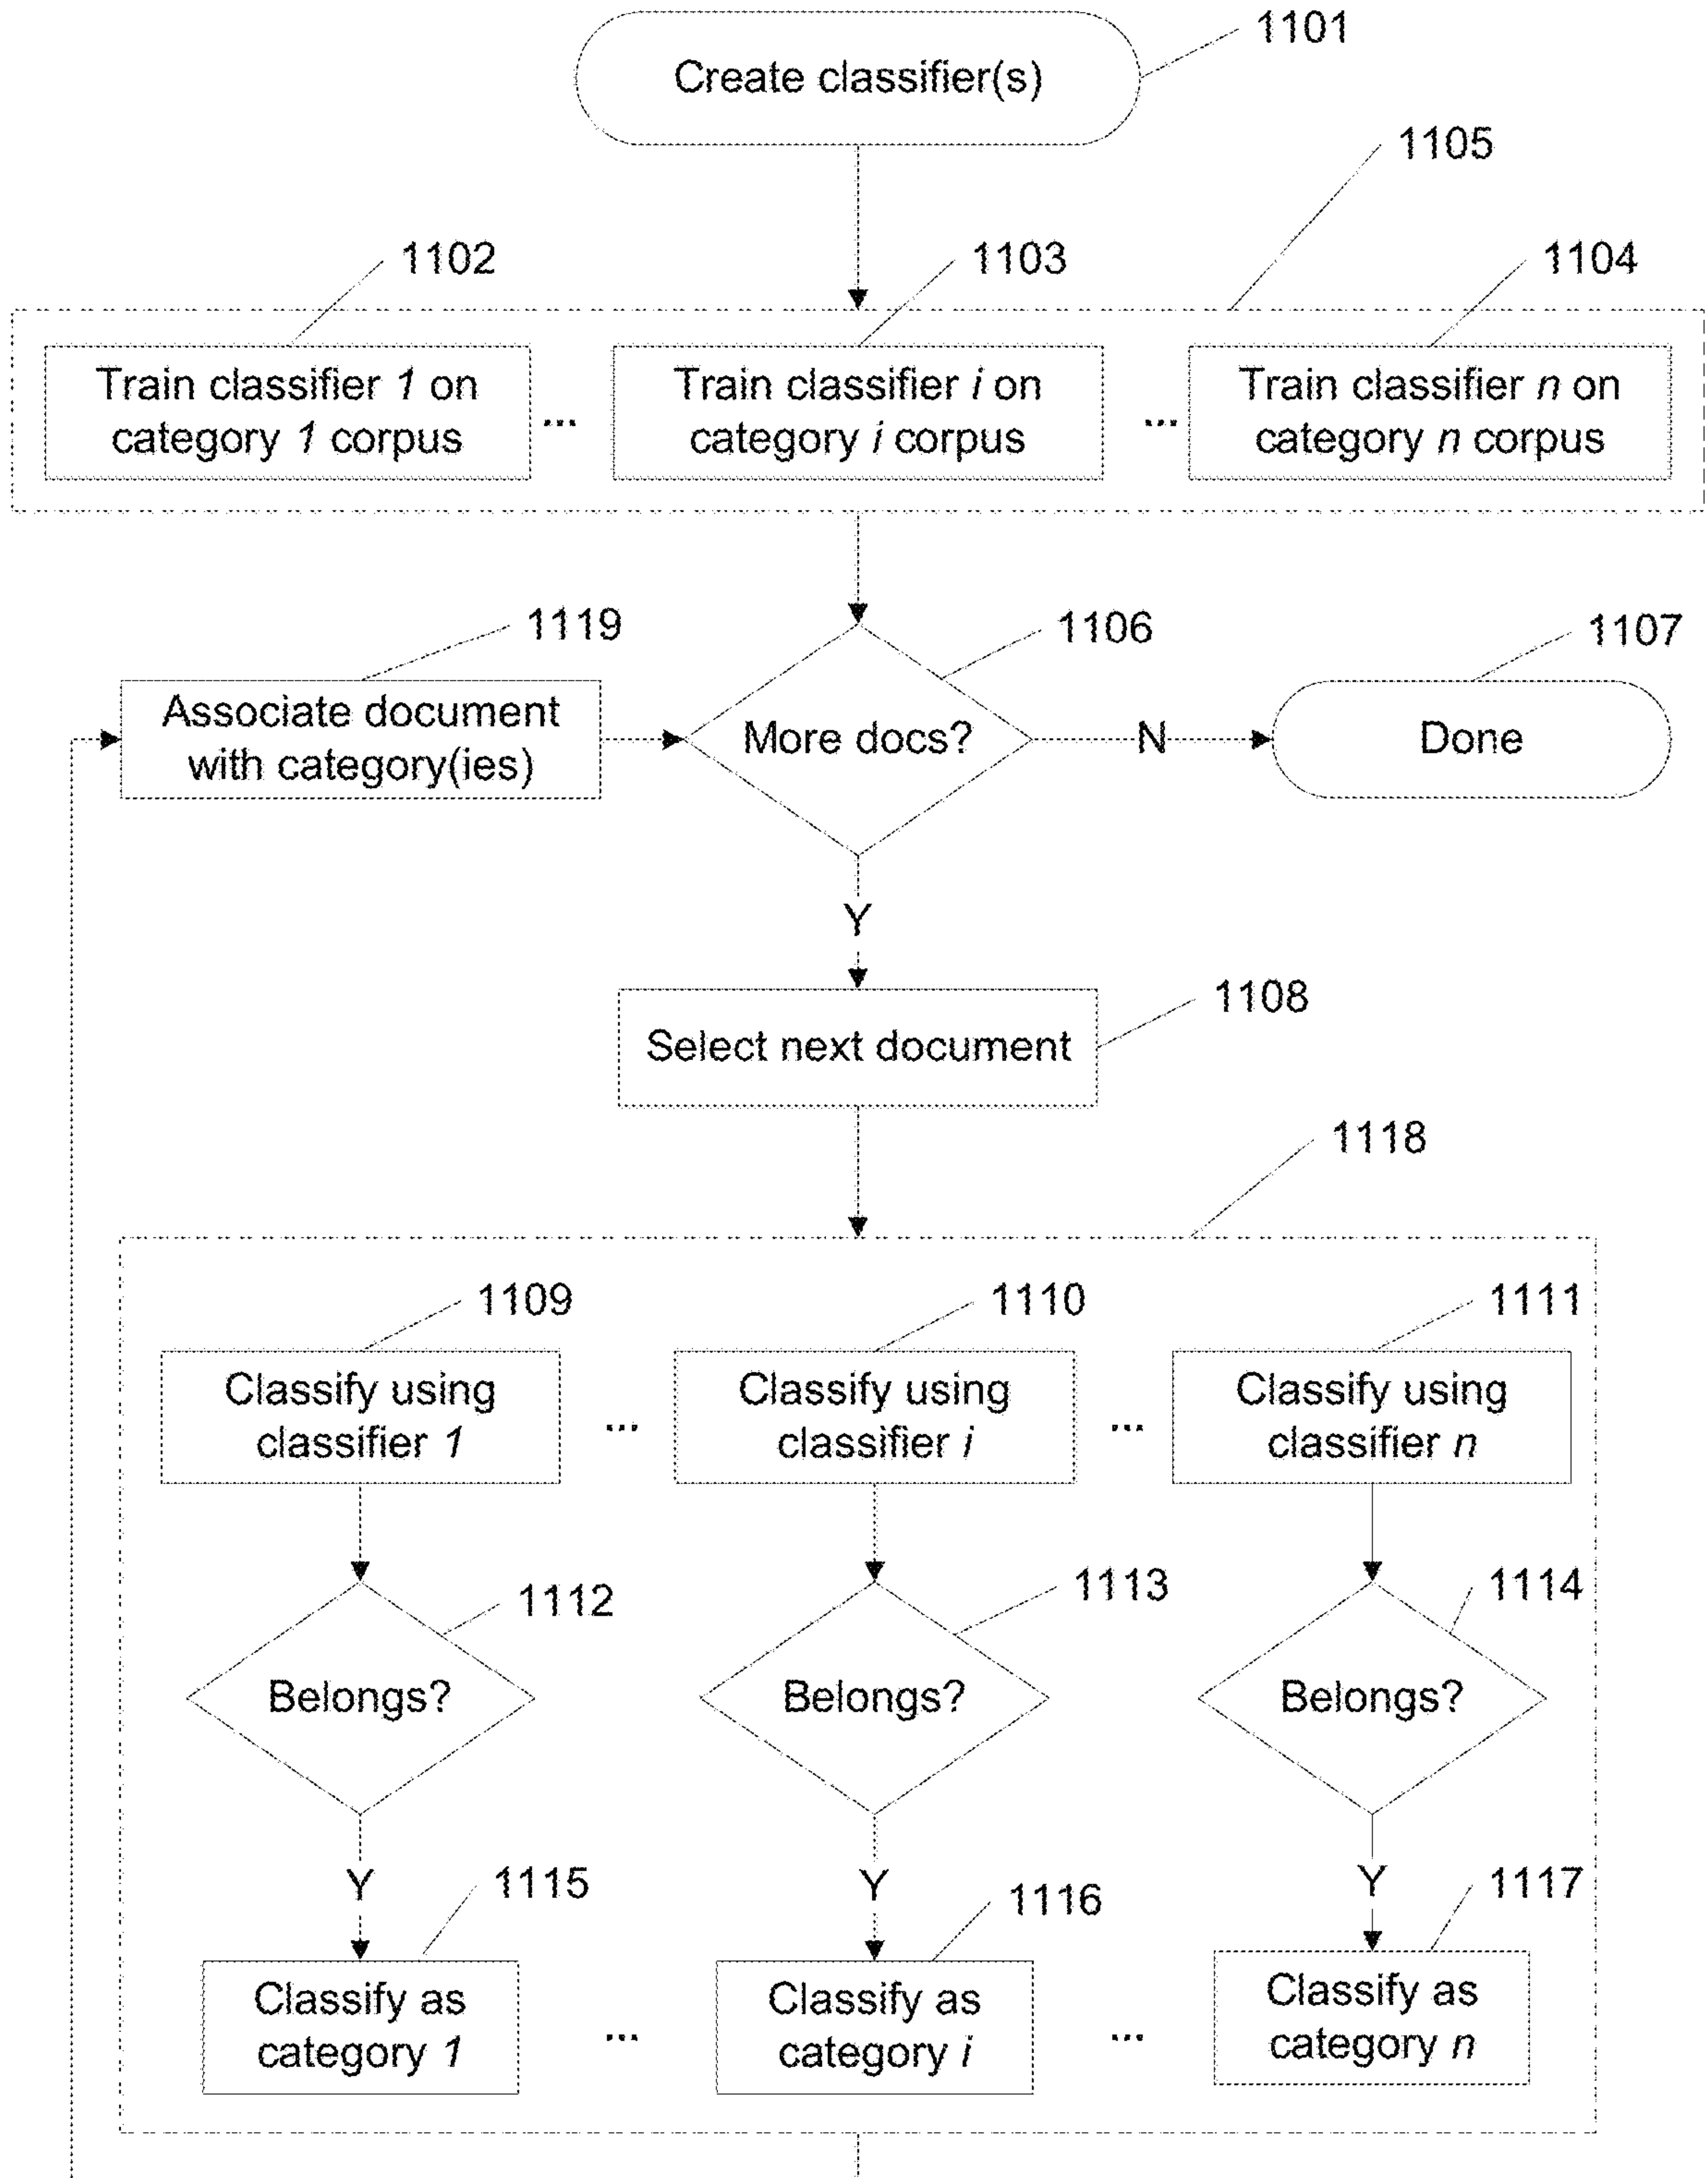 1101
Create classifier(s)
1105
1102
1103
1104
Train classifier 1 on
category 1 corpus
...
Train classifier i on
category i corpus
...
Train classifier n on
category n corpus
1119
1106
1107
Associate document
with category(ies)
More docs?
N
Done
Y
1108
Select next document
1118
1109
1110
1111
Classify using
classifier 1
...
Classify using
classifier i
...
Classify using
classifier n
1112
1113
1114
Belongs?
Belongs?
Belongs?
Y
1115
Y
1116
Y
1117
Classify as
category 1
...
Classify as
category i
...
Classify as
category n